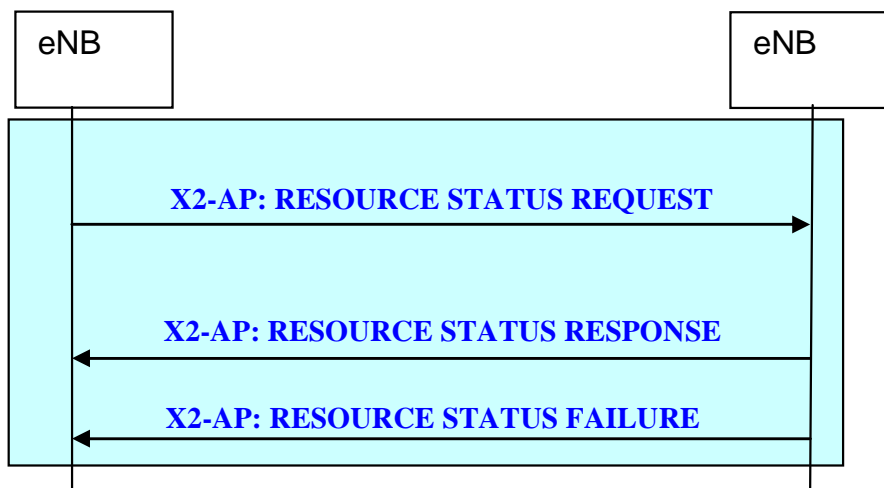 eNB
eNB
X2-AP: RESOURCE STATUS REQUEST
X2-AP: RESOURCE STATUS RESPONSE
X2-AP: RESOURCE STATUS FAILURE